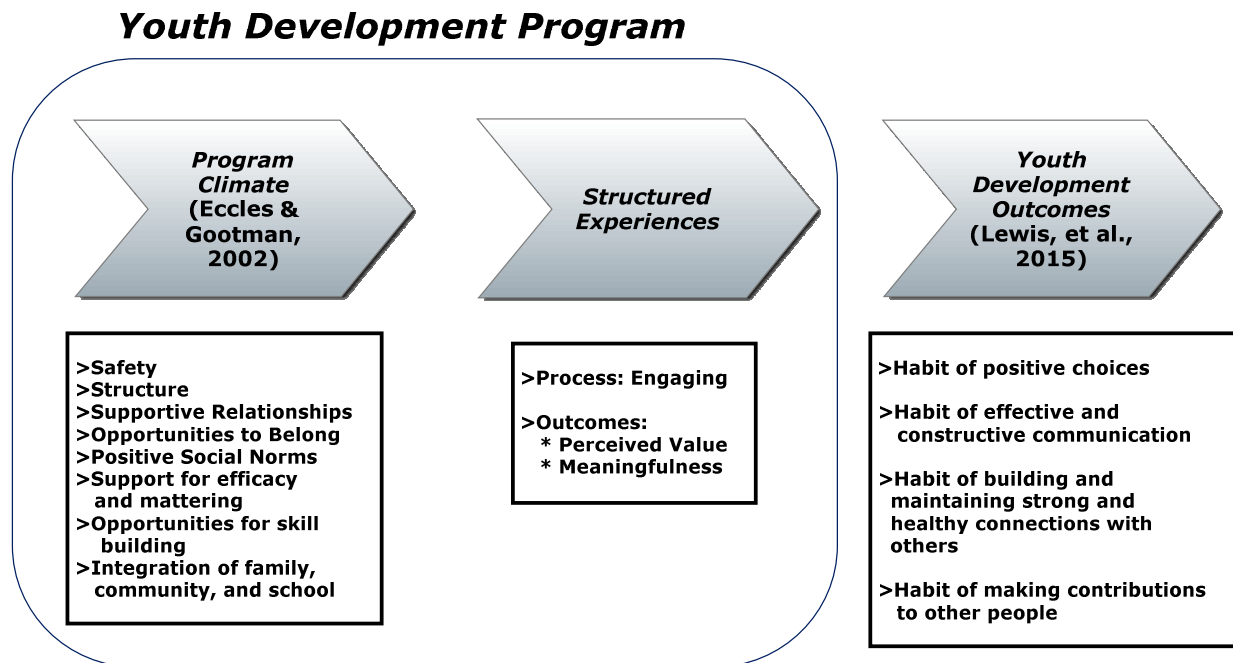 Youth Development Program
Program
Climate
(Eccles &
Gootman,
2002)
>Safety
>Structure
>Supportive Relationships
>Opportunities to Belong
>Positive Social Norms
>Support for efficacy
and mattering
>Opportunities for skill
building
>Integration of family,
community, and school
Structured
Experiences
>Process: Engaging
>Outcomes:
* Perceived Value
* Meaningfulness
Youth
Development
Outcomes
(Lewis, et al.,
2015)
>Habit of positive choices
>Habit of effective and
constructive communication
>Habit of building and
maintaining strong and
healthy connections with
others
>Habit of making contributions
to other people